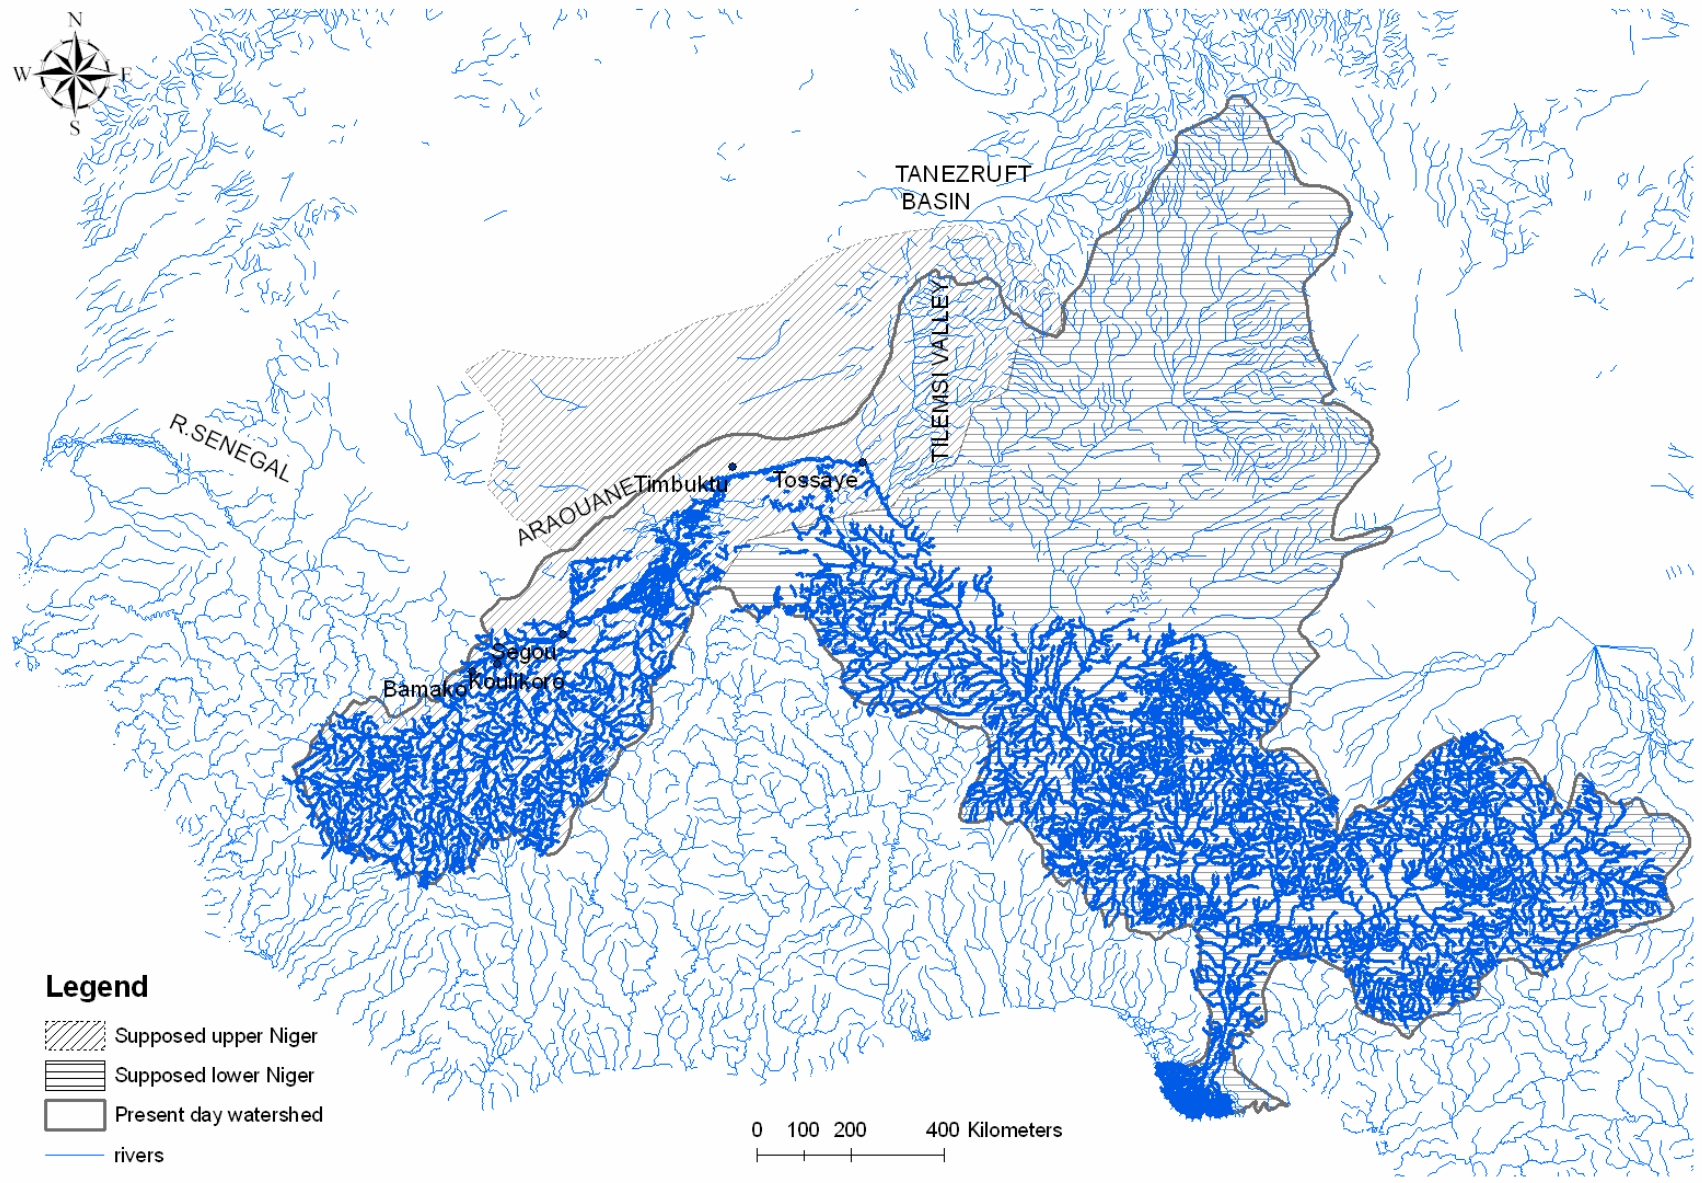 N
W E
S
TANEZRUFT
BASIN
TILEMSI VALLEY
R.SENEGAL
ARAOUANE
Timbuktu
Tossaye
Segou
Koulikoro
Bamako
Legend
Supposed upper Niger
Supposed lower Niger
Present day watershed
rivers
0 100 200 400 Kilometers